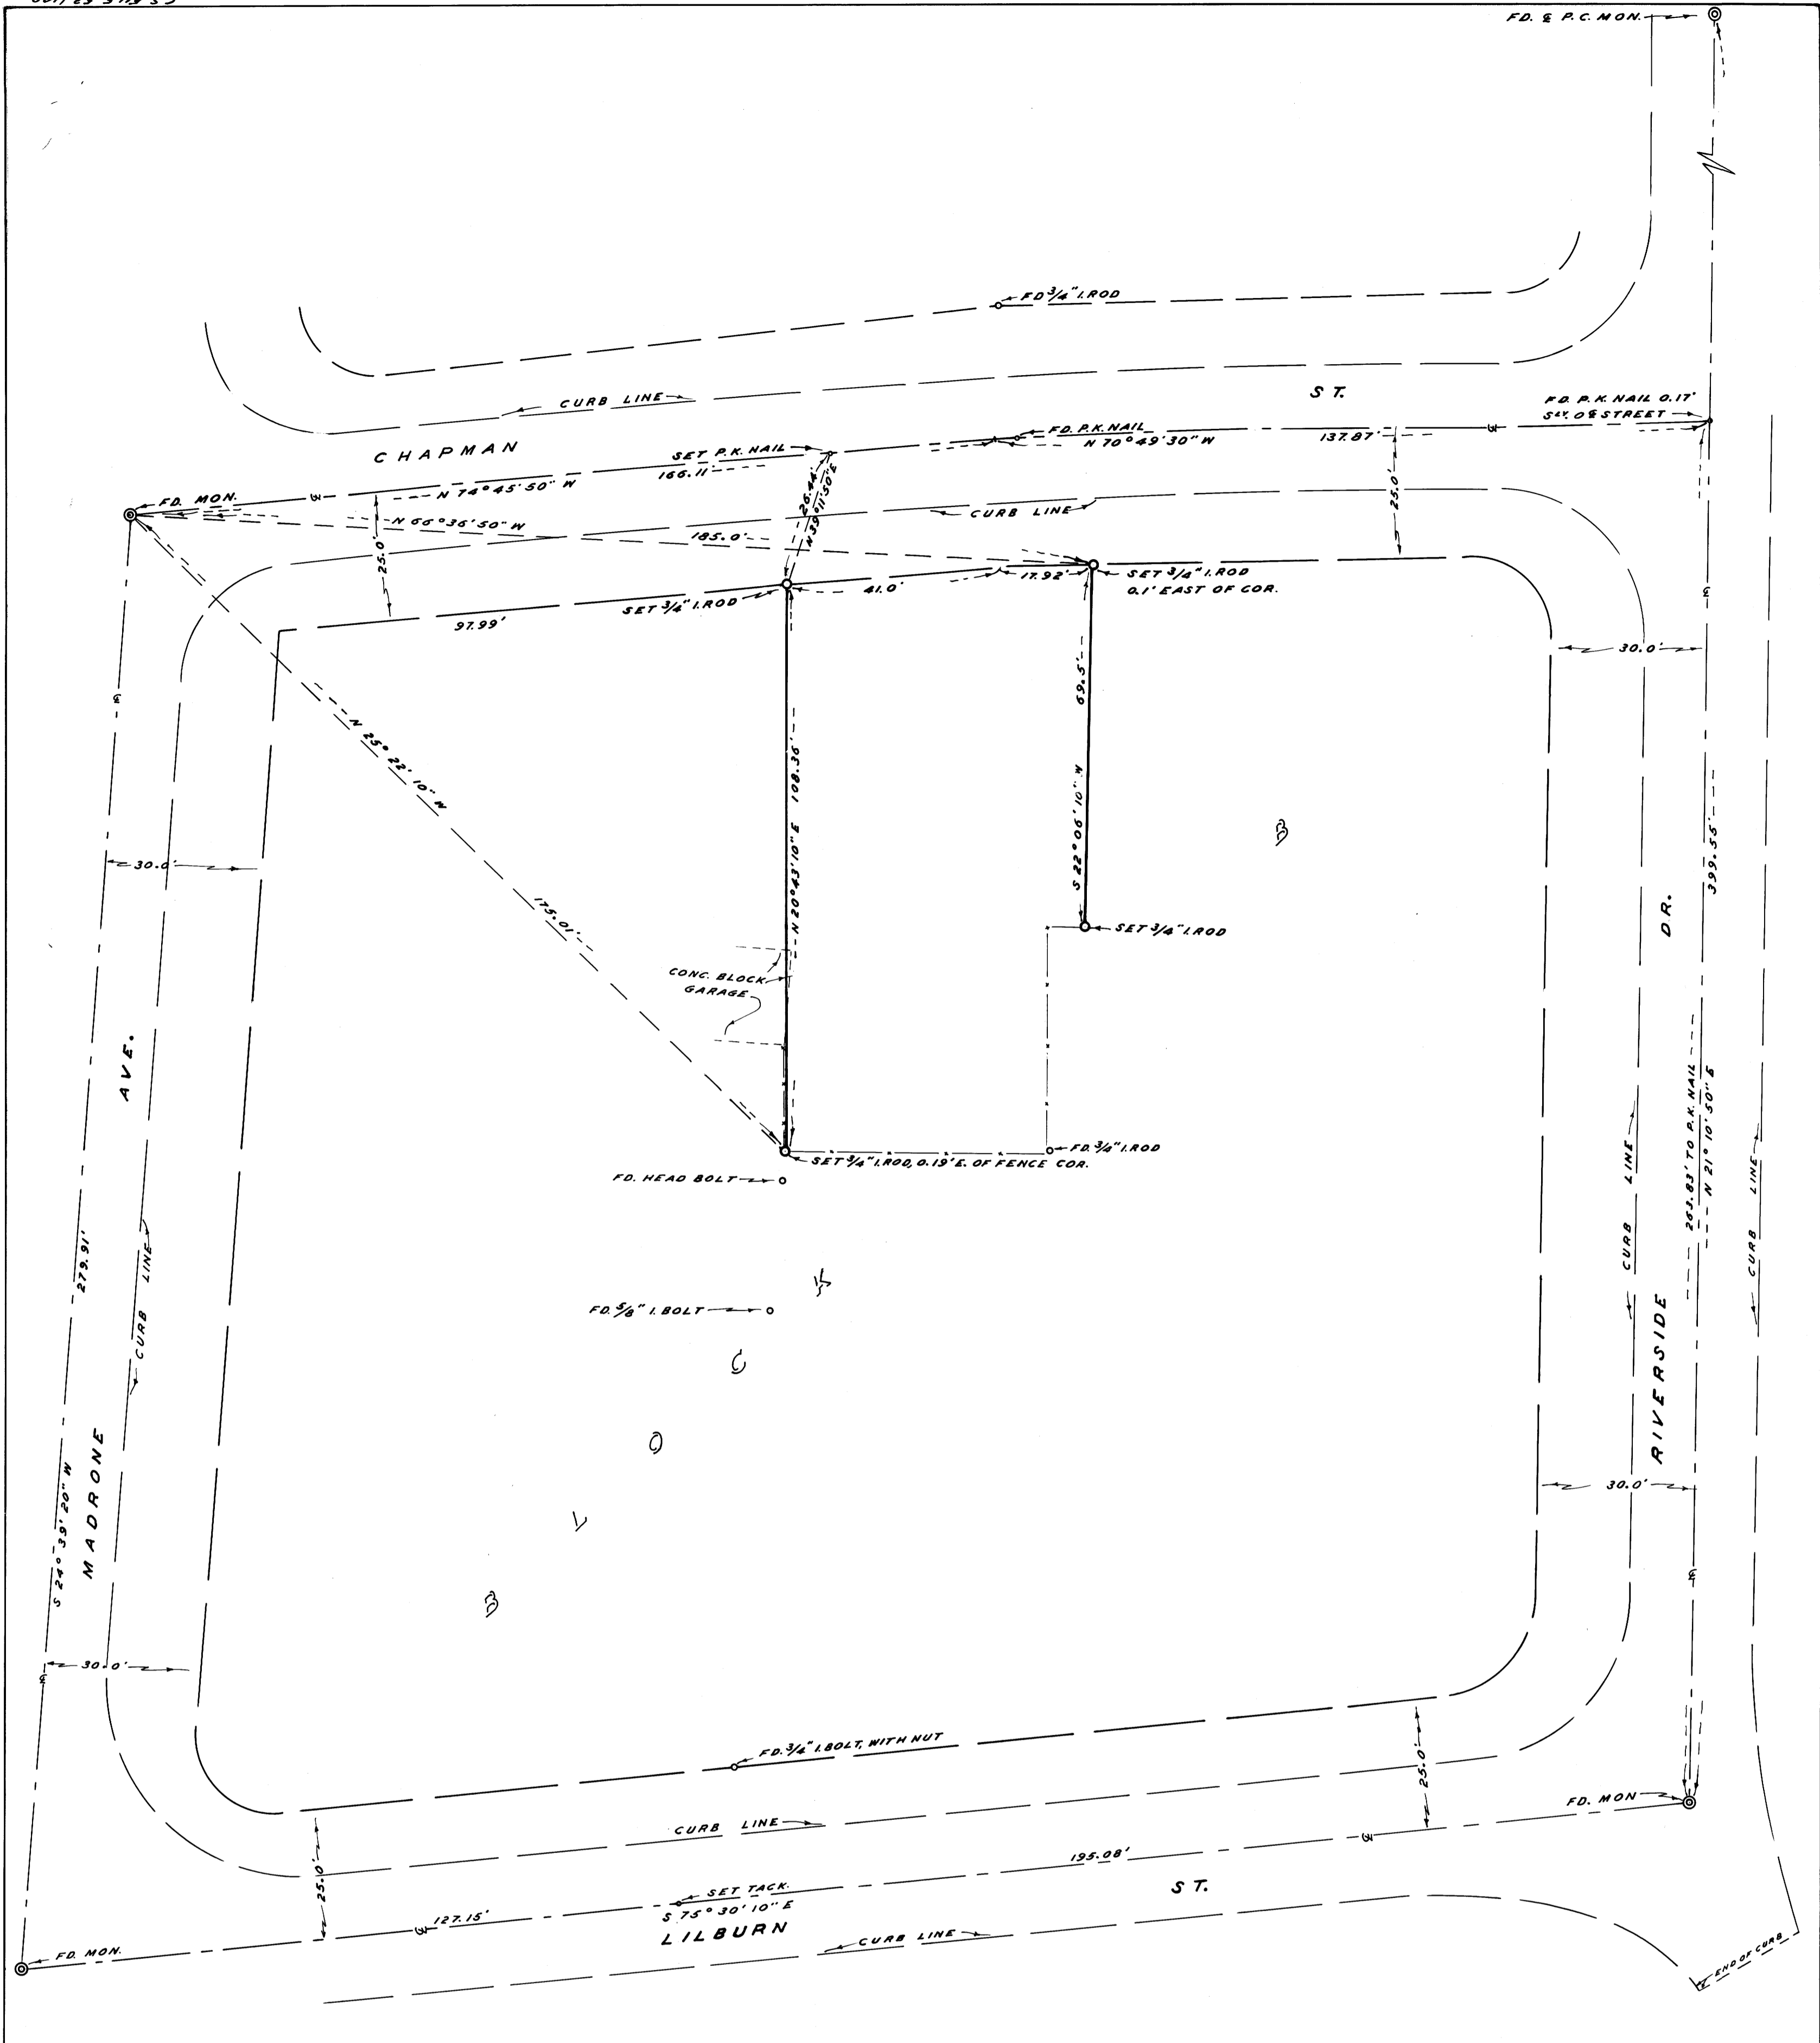 FD. ℄ P.C. MON.
FD 3/4" I.ROD
CURB LINE
ST.
FD. P.K. NAIL 0.17'
SLY. OF ℄ STREET
CHAPMAN
SET P.K. NAIL
FD. P.K. NAIL
N 70°49'30" W
137.87'
166.11'
N 74°45'50" W
FD. MON.
℄
26.44'
N 39°11'50" E
25.0'
25.0'
CURB LINE
N 66°36'50" W
185.0'
17.92'
SET 3/4" I.ROD
0.1' EAST OF COR.
41.0'
SET 3/4" I.ROD
97.99'
30.0'
69.5'
N 25°22'10" W
108.36'
N 20°43'10" E
S 22°06'10" W
B
30.0'
399.55'
175.01'
DR.
SET 3/4" I.ROD
CONC. BLOCK
GARAGE
AVE.
263.83' TO P.K. NAIL
N 21°10'50" E
FD. 3/4" I.ROD
SET 3/4" I.ROD, 0.19' E. OF FENCE COR.
FD. HEAD BOLT
CURB LINE
CURB LINE
279.91'
CURB LINE
K
FD. 5/8" I. BOLT
C
RIVERSIDE
O
S 24°39'20" W
MADRONE
30.0'
L
B
30.0'
FD. 3/4" I.BOLT, WITH NUT
25.0'
FD. MON
CURB LINE
25.0'
195.08'
SET TACK.
S 75°30'10" E
ST.
127.15'
LILBURN
CURB LINE
FD. MON.
END OF CURB